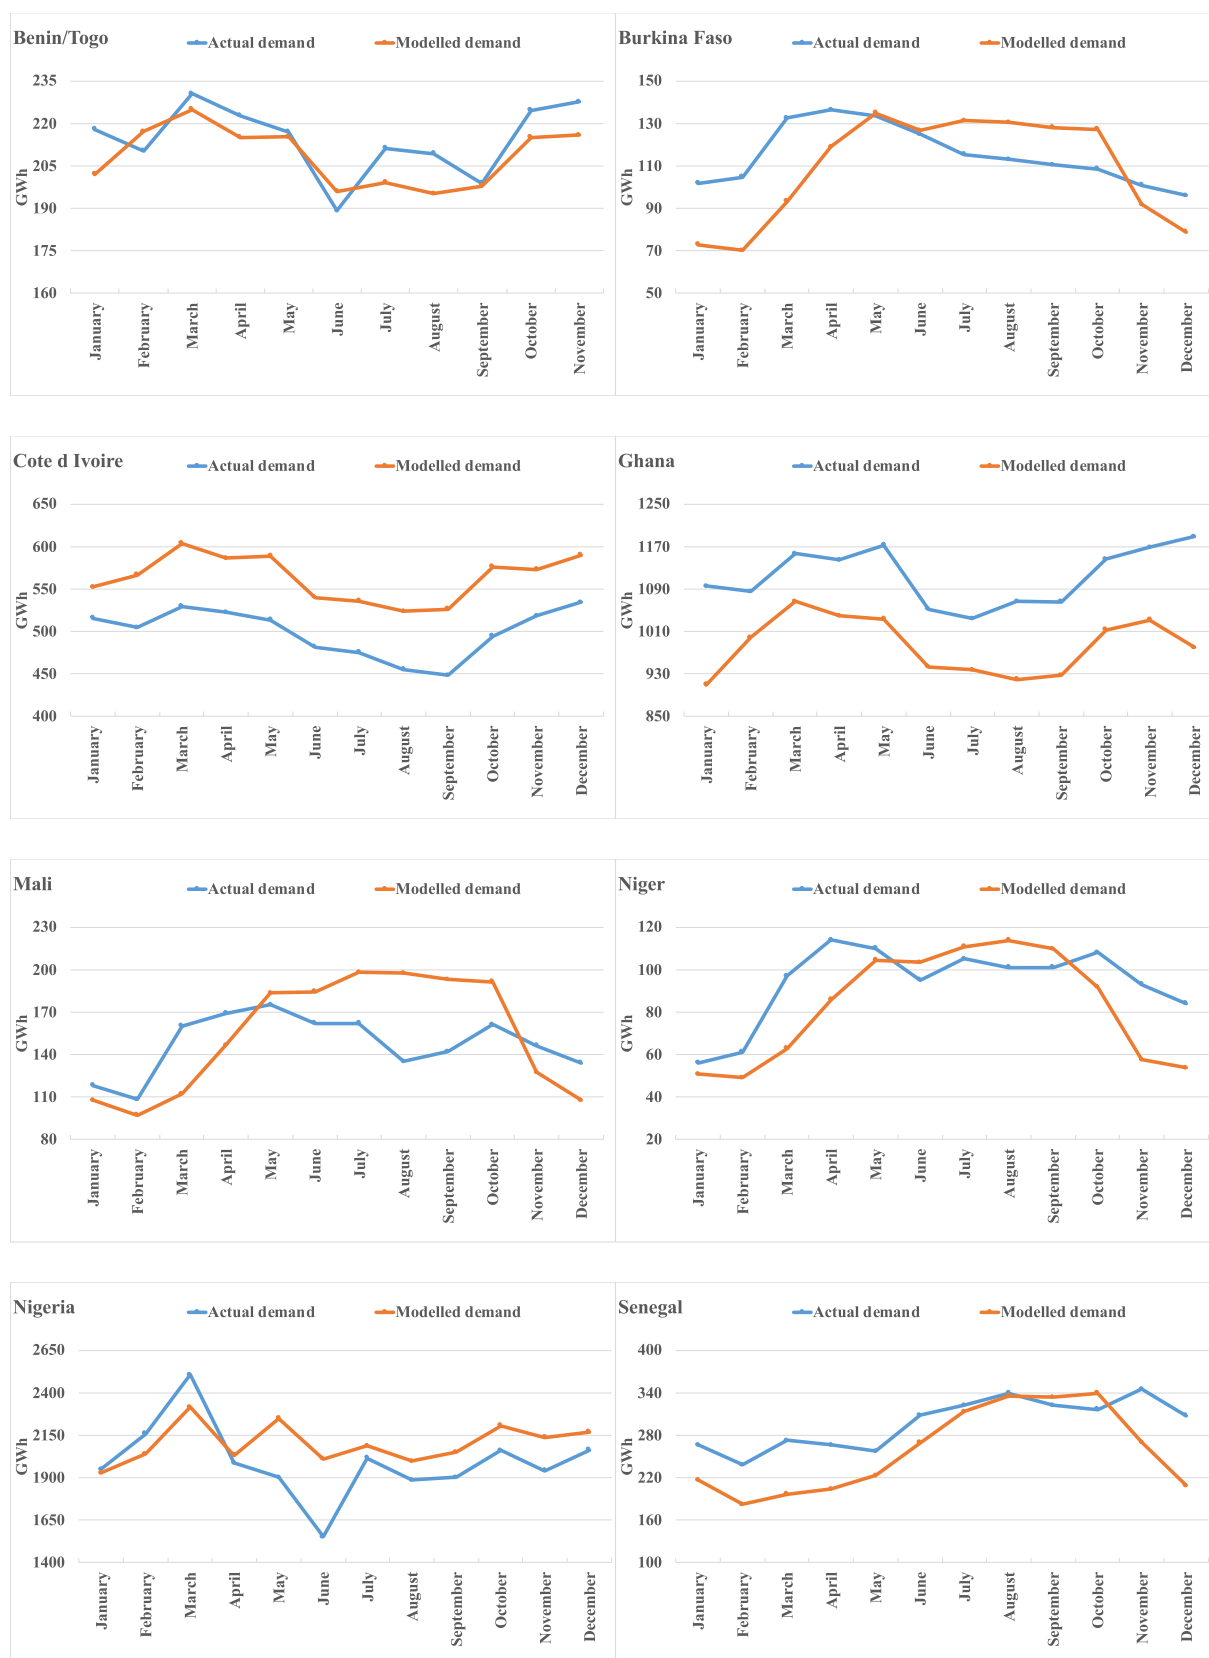 Benin/Togo
Actual demand
Modelled demand
235
220
205
190
175
160
GWh
January
February
March
April
May
June
July
August
September
October
November
Burkina Faso
Actual demand
Modelled demand
150
130
110
90
70
50
GWh
January
February
March
April
May
June
July
August
September
October
November
December
Cote d Ivoire
Actual demand
Modelled demand
650
600
550
500
450
400
GWh
January
February
March
April
May
June
July
August
September
October
November
December
Ghana
Actual demand
Modelled demand
1250
1170
1090
1010
930
850
GWh
January
February
March
April
May
June
July
August
September
October
November
December
Mali
Actual demand
Modelled demand
230
200
170
140
110
80
GWh
January
February
March
April
May
June
July
August
September
October
November
December
Niger
Actual demand
Modelled demand
120
100
80
60
40
20
GWh
January
February
March
April
May
June
July
August
September
October
November
December
Nigeria
Actual demand
Modelled demand
2650
2400
2150
1900
1650
1400
GWh
January
February
March
April
May
June
July
August
September
October
November
December
Senegal
Actual demand
Modelled demand
400
340
280
220
160
100
GWh
January
February
March
April
May
June
July
August
September
October
November
December